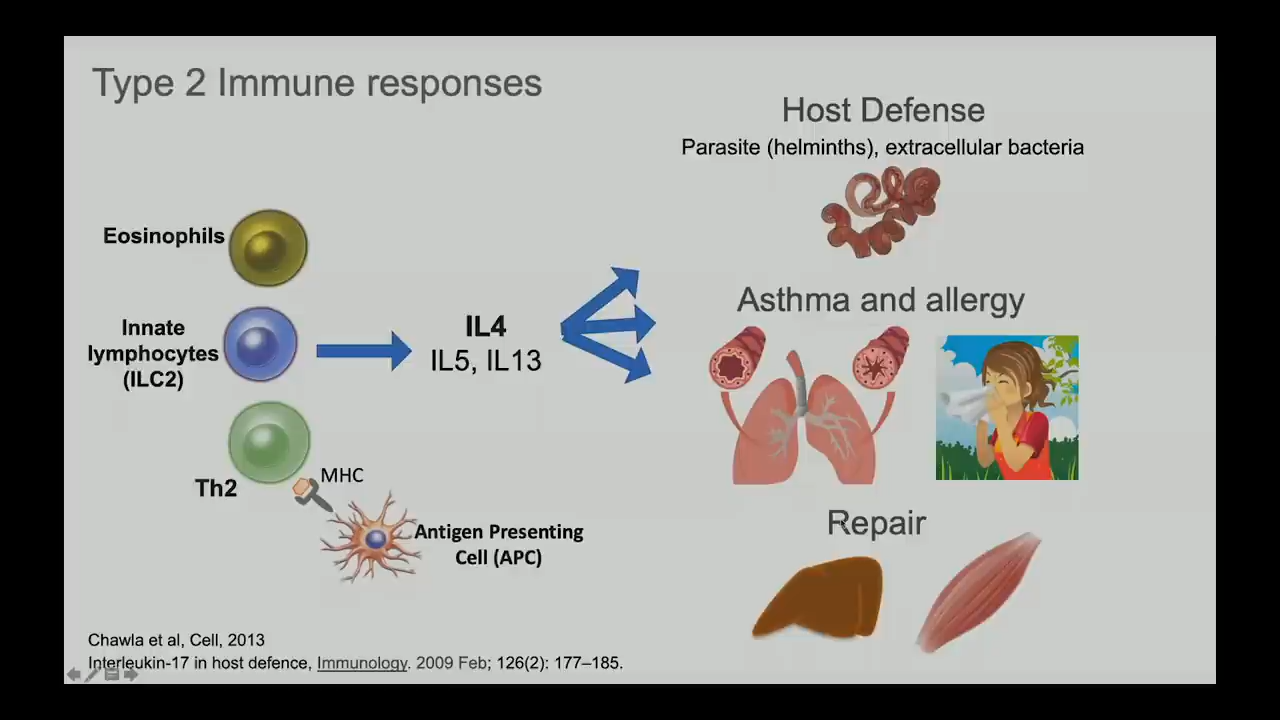 Type 2 Immune responses
Host Defense
Parasite (helminths), extracellular bacteria
Eosinophils
Innate
lymphocytes
(ILC2)
IL4
IL5, IL13
Asthma and allergy
Th2
MHC
Antigen Presenting
Cell (APC)
Repair
Chawla et al, Cell, 2013
Interleukin-17 in host defence, Immunology. 2009 Feb; 126(2): 177–185.